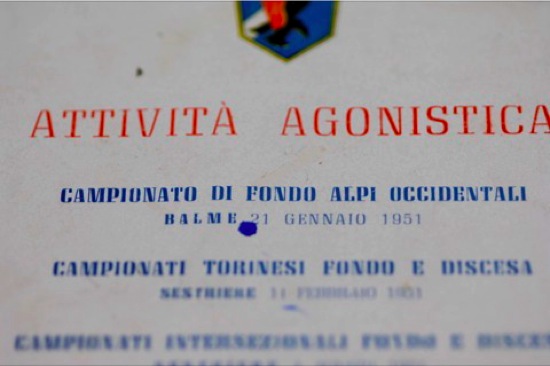 ATTIVITÀ AGONISTICA
CAMPIONATO DI FONDO ALPI OCCIDENTALI
BALME 21 GENNAIO 1951
CAMPIONATI TORINESI FONDO E DISCESA
SESTRIERE 11 FEBBRAIO 1951
CAMPIONATI INTERNEZIONALI FONDO E